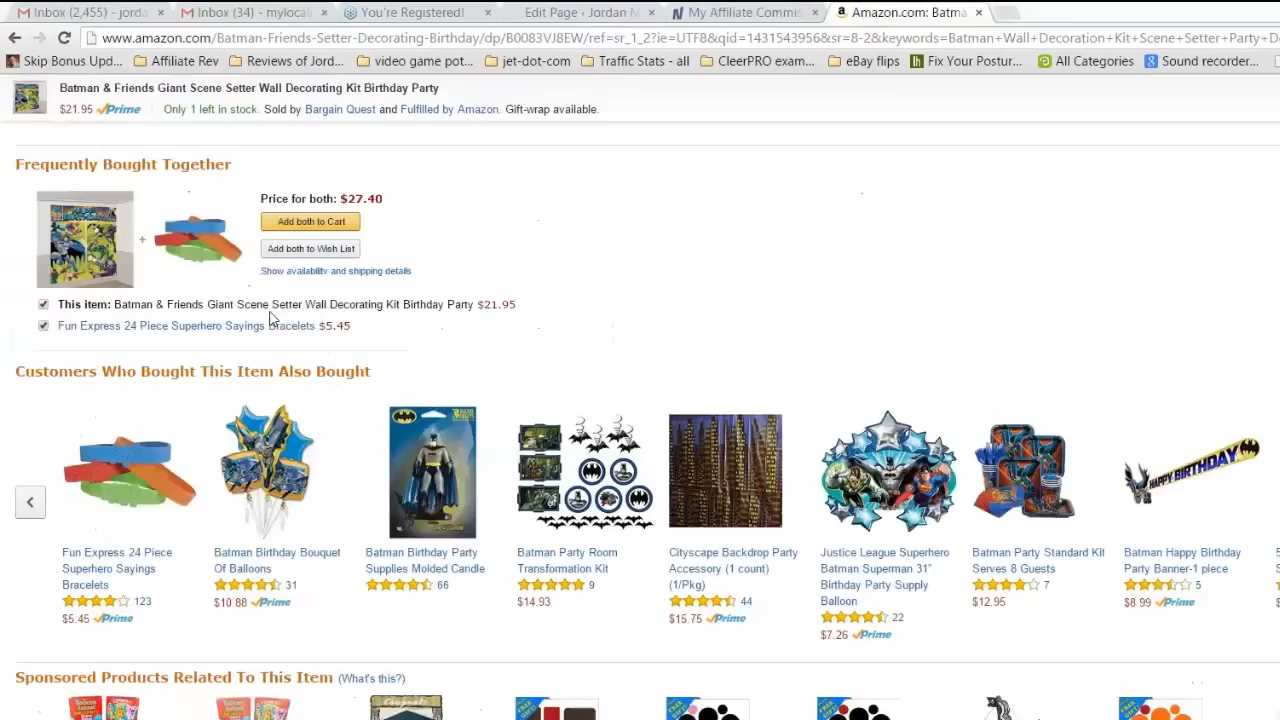 Inbox (2,455) - jorda
Inbox (34) - mylocal
You're Registered!
Edit Page ‹ Jordan M
My Affiliate Commis
Amazon.com: Batma
www.amazon.com/Batman-Friends-Setter-Decorating-Birthday/dp/B0083VJ8EW/ref=sr_1_2?ie=UTF8&qid=1431543956&sr=8-2&keywords=Batman+Wall+Decoration+Kit+Scene+Setter+Party+D
Skip Bonus Upd...
Affiliate Rev
Reviews of Jord...
video game pot...
jet-dot-com
Traffic Stats - all
CleerPRO exam...
eBay flips
Fix Your Postur...
All Categories
Sound recorder...
Batman & Friends Giant Scene Setter Wall Decorating Kit Birthday Party
$21.95 Prime Only 1 left in stock. Sold by Bargain Quest and Fulfilled by Amazon. Gift-wrap available.
Frequently Bought Together
Price for both: $27.40
Add both to Cart
Add both to Wish List
Show availability and shipping details
This item: Batman & Friends Giant Scene Setter Wall Decorating Kit Birthday Party $21.95
Fun Express 24 Piece Superhero Sayings Bracelets $5.45
Customers Who Bought This Item Also Bought
HAPPY BIRTHDAY
Fun Express 24 Piece
Superhero Sayings
Bracelets
123
$5.45 Prime
Batman Birthday Bouquet
Of Balloons
31
$10.88 Prime
Batman Birthday Party
Supplies Molded Candle
66
Batman Party Room
Transformation Kit
9
$14.93
Cityscape Backdrop Party
Accessory (1 count)
(1/Pkg)
44
$15.75 Prime
Justice League Superhero
Batman Superman 31"
Birthday Party Supply
Balloon
22
$7.26 Prime
Batman Party Standard Kit
Serves 8 Guests
7
$12.95
Batman Happy Birthday
Party Banner-1 piece
5
$8.99 Prime
Sponsored Products Related To This Item (What's this?)